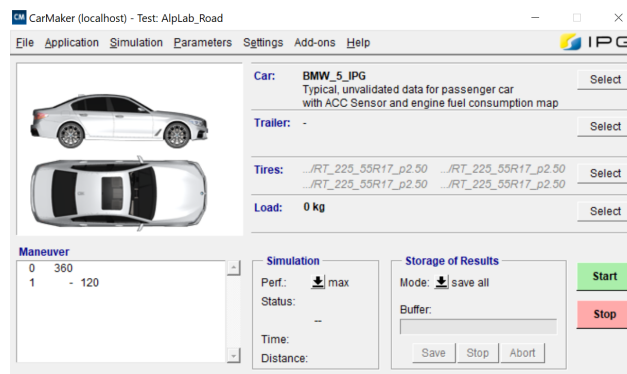 CM CarMaker (localhost) - Test: AlpLab_Road
File Application Simulation Parameters Settings Add-ons Help
IPG
Car: BMW_5_IPG Select
Typical, unvalidated data for passenger car
with ACC Sensor and engine fuel consumption map
Trailer: - Select
Tires: .../RT_225_55R17_p2.50 .../RT_225_55R17_p2.50 Select
.../RT_225_55R17_p2.50 .../RT_225_55R17_p2.50
Load: 0 kg Select
Maneuver
0 360
1 - 120
Simulation
Perf.: max
Status:
--
Time:
Distance:
Storage of Results
Mode: save all
Buffer:
Save Stop Abort
Start
Stop